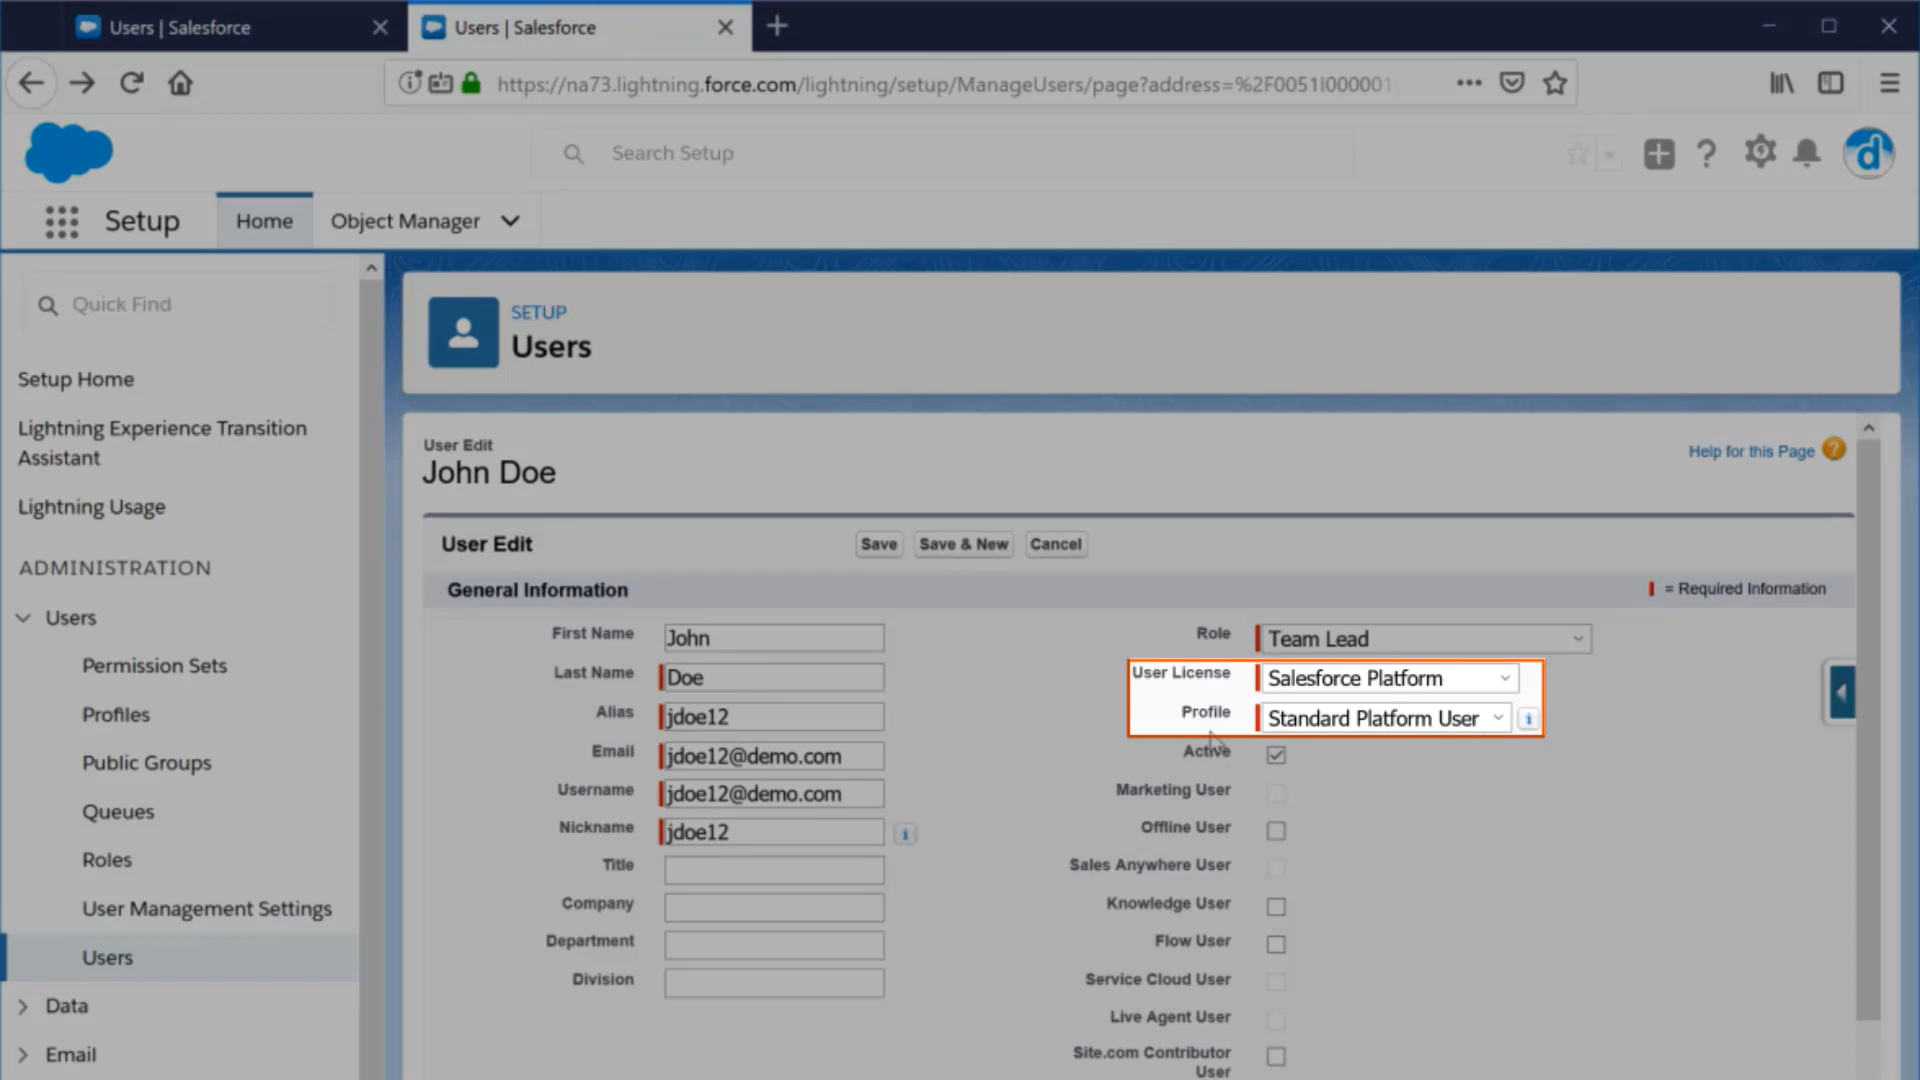 Users | Salesforce
Users | Salesforce
https://na73.lightning.force.com/lightning/setup/ManageUsers/page?address=%2F0051I000001
Search Setup
Setup
Home
Object Manager
Quick Find
Setup Home
Lightning Experience Transition
Assistant
Lightning Usage
ADMINISTRATION
Users
Permission Sets
Profiles
Public Groups
Queues
Roles
User Management Settings
Users
Data
Email
SETUP
Users
User Edit
John Doe
Help for this Page
User Edit
Save
Save & New
Cancel
General Information
= Required Information
First Name John
Last Name Doe
Alias jdoe12
Email jdoe12@demo.com
Username jdoe12@demo.com
Nickname jdoe12
Title
Company
Department
Division
Role Team Lead
User License Salesforce Platform
Profile Standard Platform User
Active
Marketing User
Offline User
Sales Anywhere User
Knowledge User
Flow User
Service Cloud User
Live Agent User
Site.com Contributor
User